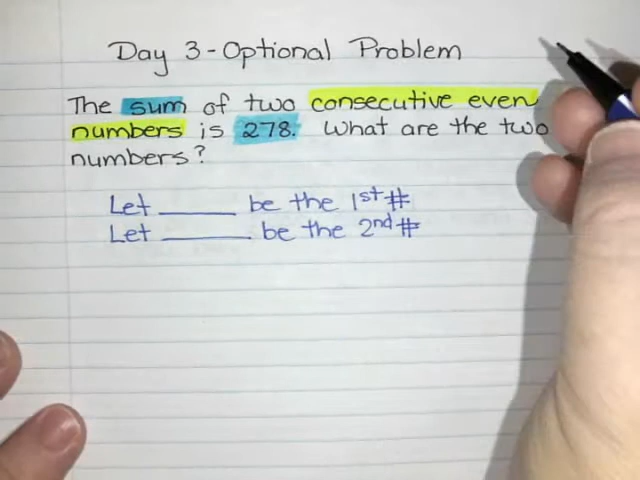 Day 3 - Optional Problem
The sum of two consecutive even
numbers is 278. What are the two
numbers?
Let ______ be the 1st #
Let ______ be the 2nd #